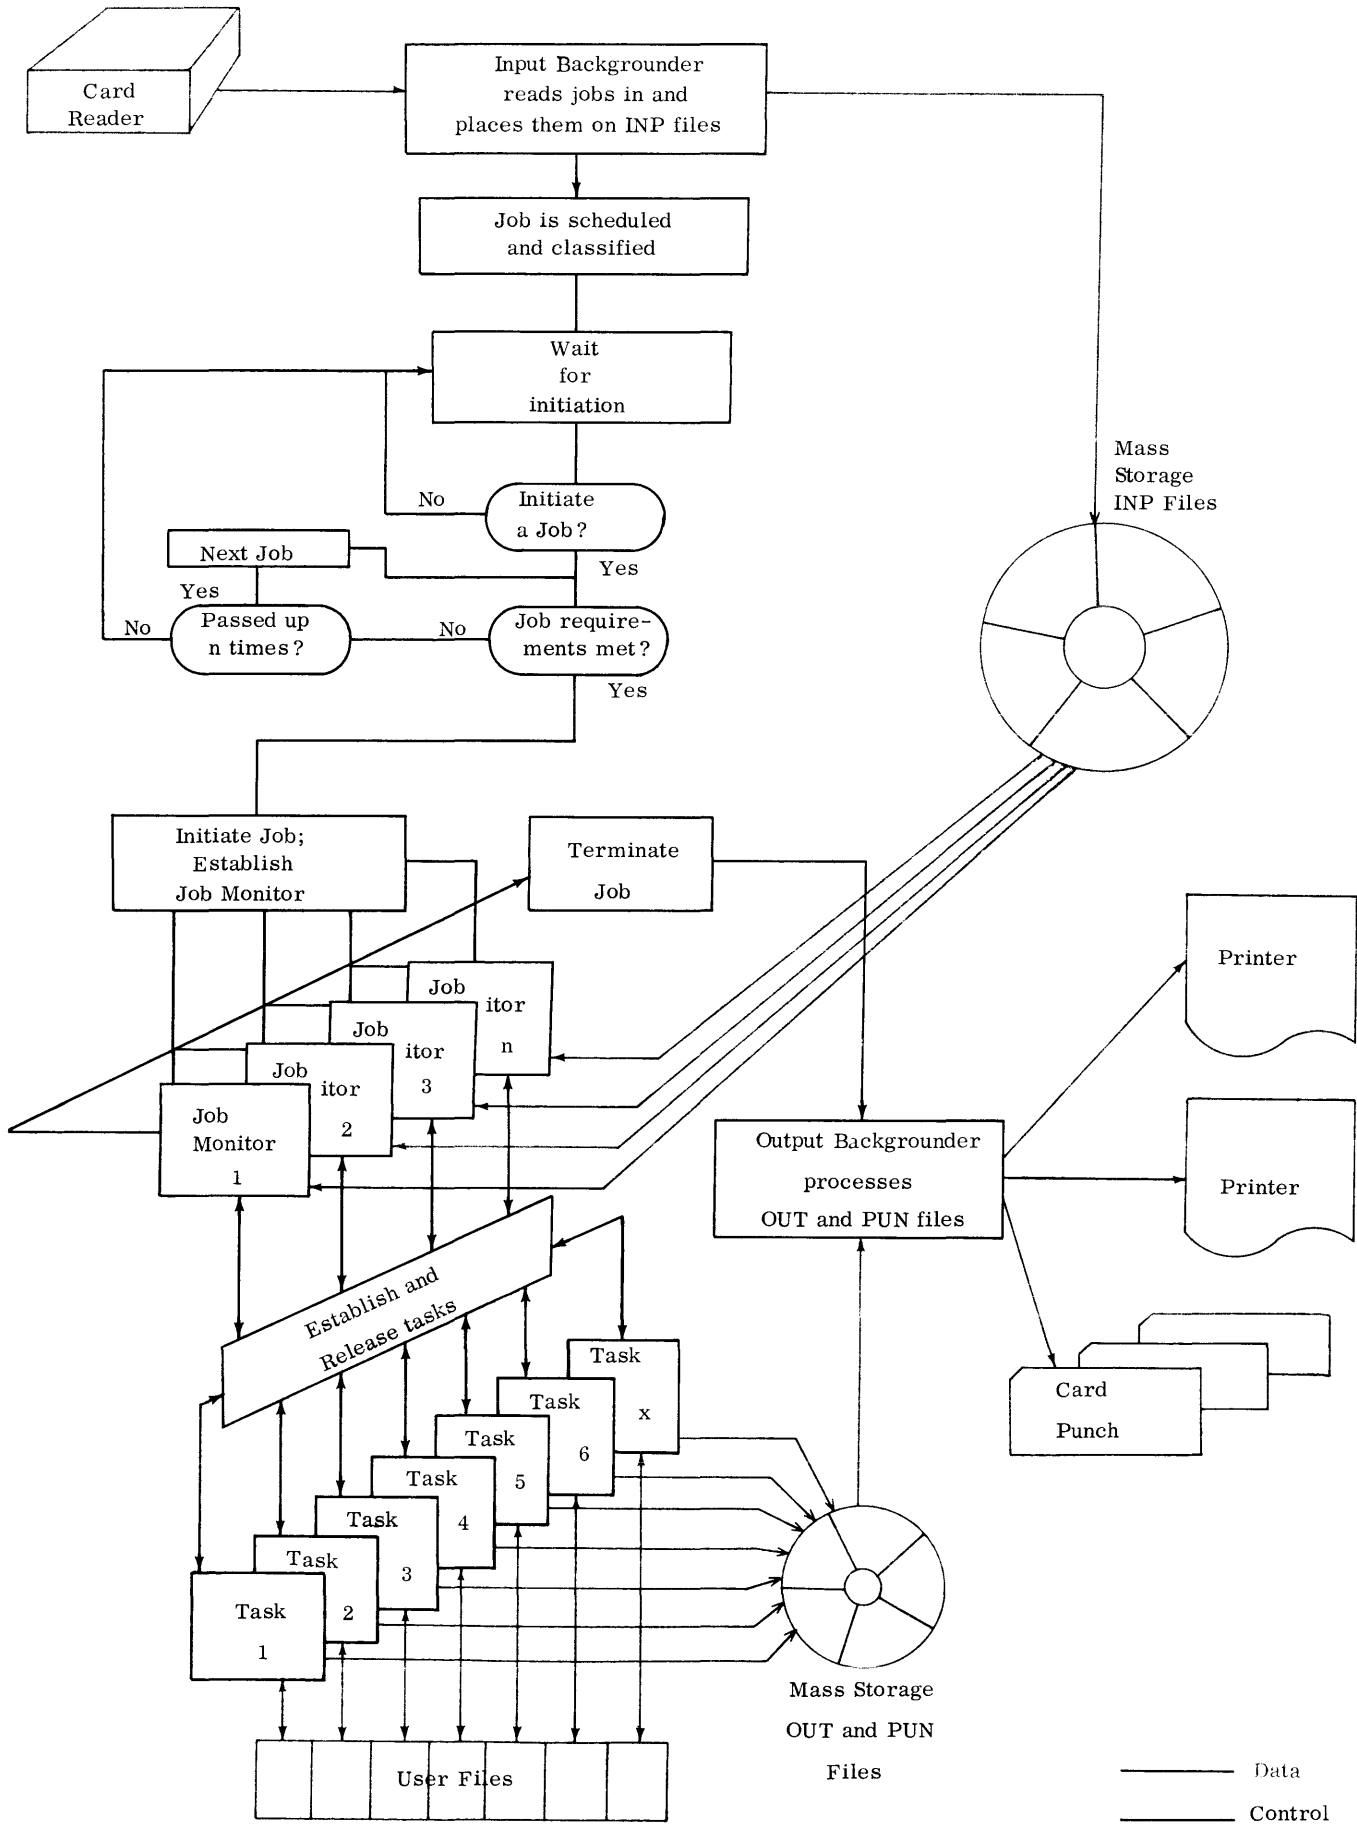 Card
Reader
Input Backgrounder
reads jobs in and
places them on INP files
Job is scheduled
and classified
Wait
for
initiation
Mass
Storage
INP Files
No
Initiate
a Job?
Next Job
Yes
Yes
No
Passed up
n times?
No
Job require-
ments met?
Yes
Initiate Job;
Establish
Job Monitor
Terminate
Job
Printer
Job
itor
n
Job
itor
3
Job
itor
2
Job
Monitor
1
Output Backgrounder
processes
OUT and PUN files
Printer
Establish and
Release tasks
Card
Punch
Task
x
Task
6
Task
5
Task
4
Task
3
Task
2
Task
1
Mass Storage
OUT and PUN
Files
User Files
Data
Control